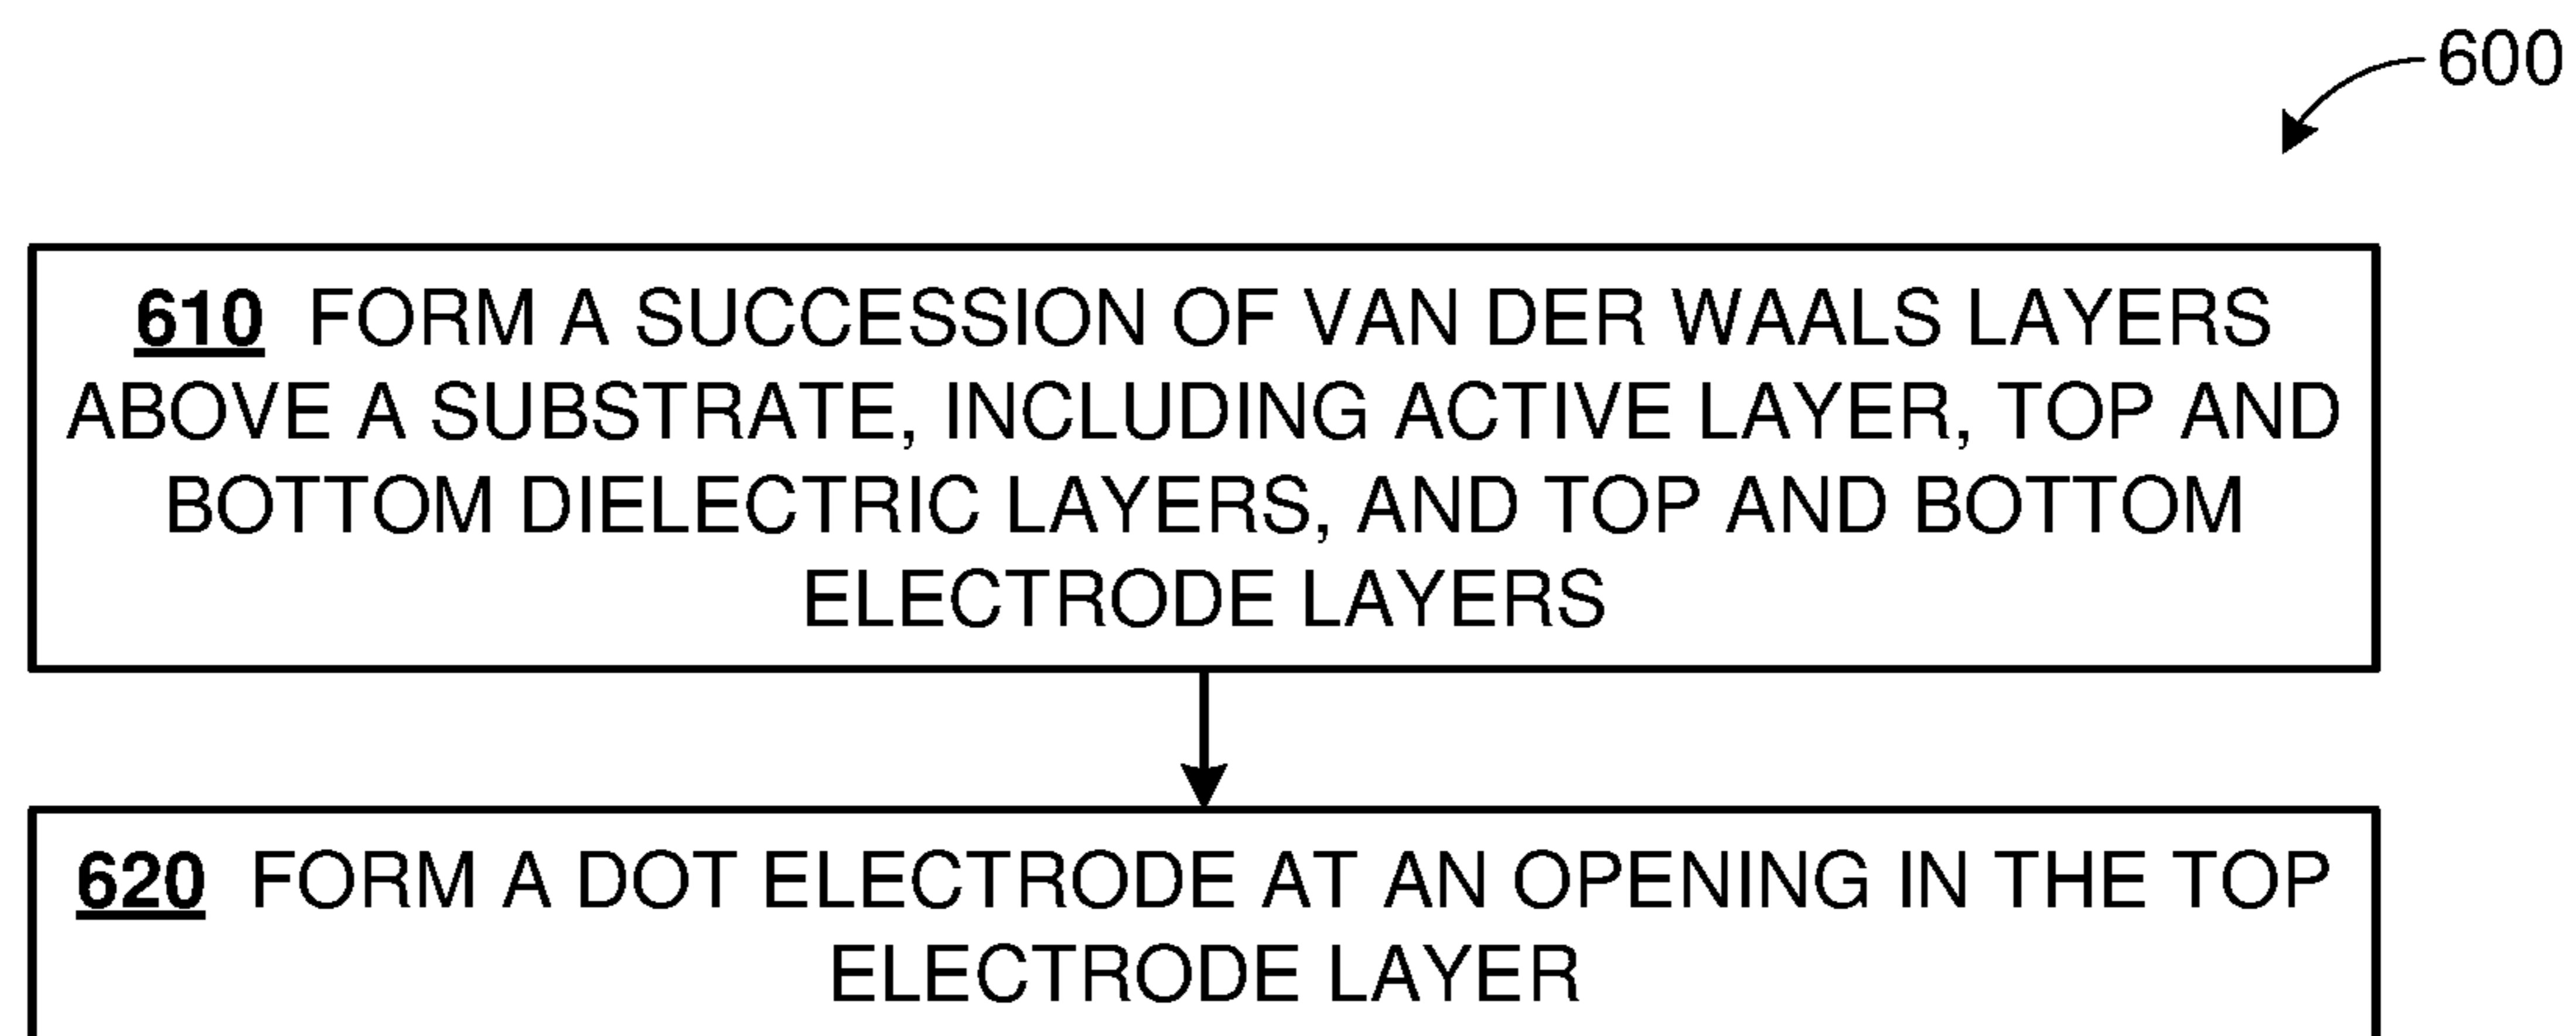 600
610 FORM A SUCCESSION OF VAN DER WAALS LAYERS
ABOVE A SUBSTRATE, INCLUDING ACTIVE LAYER, TOP AND
BOTTOM DIELECTRIC LAYERS, AND TOP AND BOTTOM
ELECTRODE LAYERS
620 FORM A DOT ELECTRODE AT AN OPENING IN THE TOP
ELECTRODE LAYER